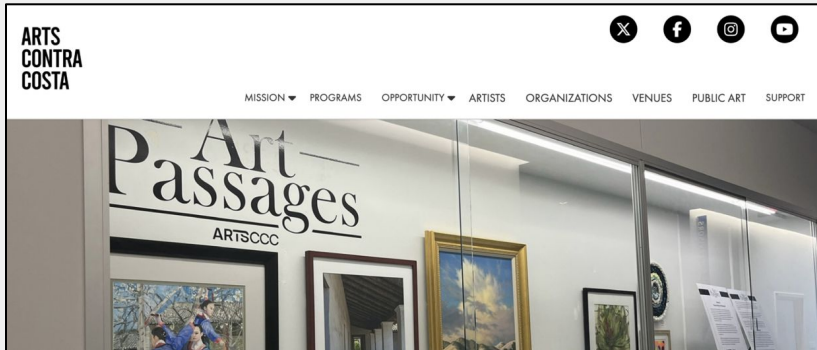 ARTS
CONTRA
COSTA
MISSION PROGRAMS OPPORTUNITY ARTISTS ORGANIZATIONS VENUES PUBLIC ART SUPPORT
Art
Passages
ARTSCCC